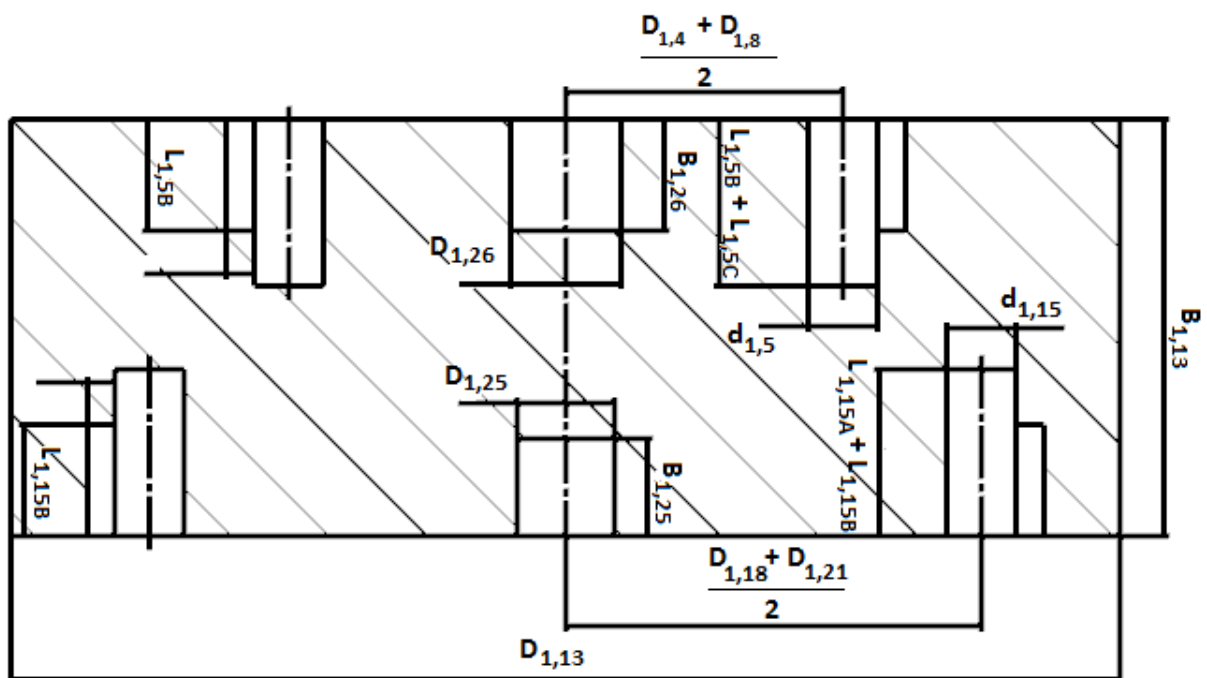 D1,4 + D1,8
2
L1,5B
B1,26
L1,5B + L1,5C
D1,26
d1,5
d1,15
B1,13
D1,25
L1,15A + L1,15B
L1,15B
B1,25
D1,18 + D1,21
2
D1,13